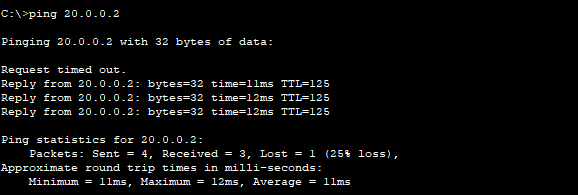 C:\>ping 20.0.0.2
Pinging 20.0.0.2 with 32 bytes of data:
Request timed out.
Reply from 20.0.0.2: bytes=32 time=11ms TTL=125
Reply from 20.0.0.2: bytes=32 time=12ms TTL=125
Reply from 20.0.0.2: bytes=32 time=12ms TTL=125
Ping statistics for 20.0.0.2:
    Packets: Sent = 4, Received = 3, Lost = 1 (25% loss),
Approximate round trip times in milli-seconds:
    Minimum = 11ms, Maximum = 12ms, Average = 11ms